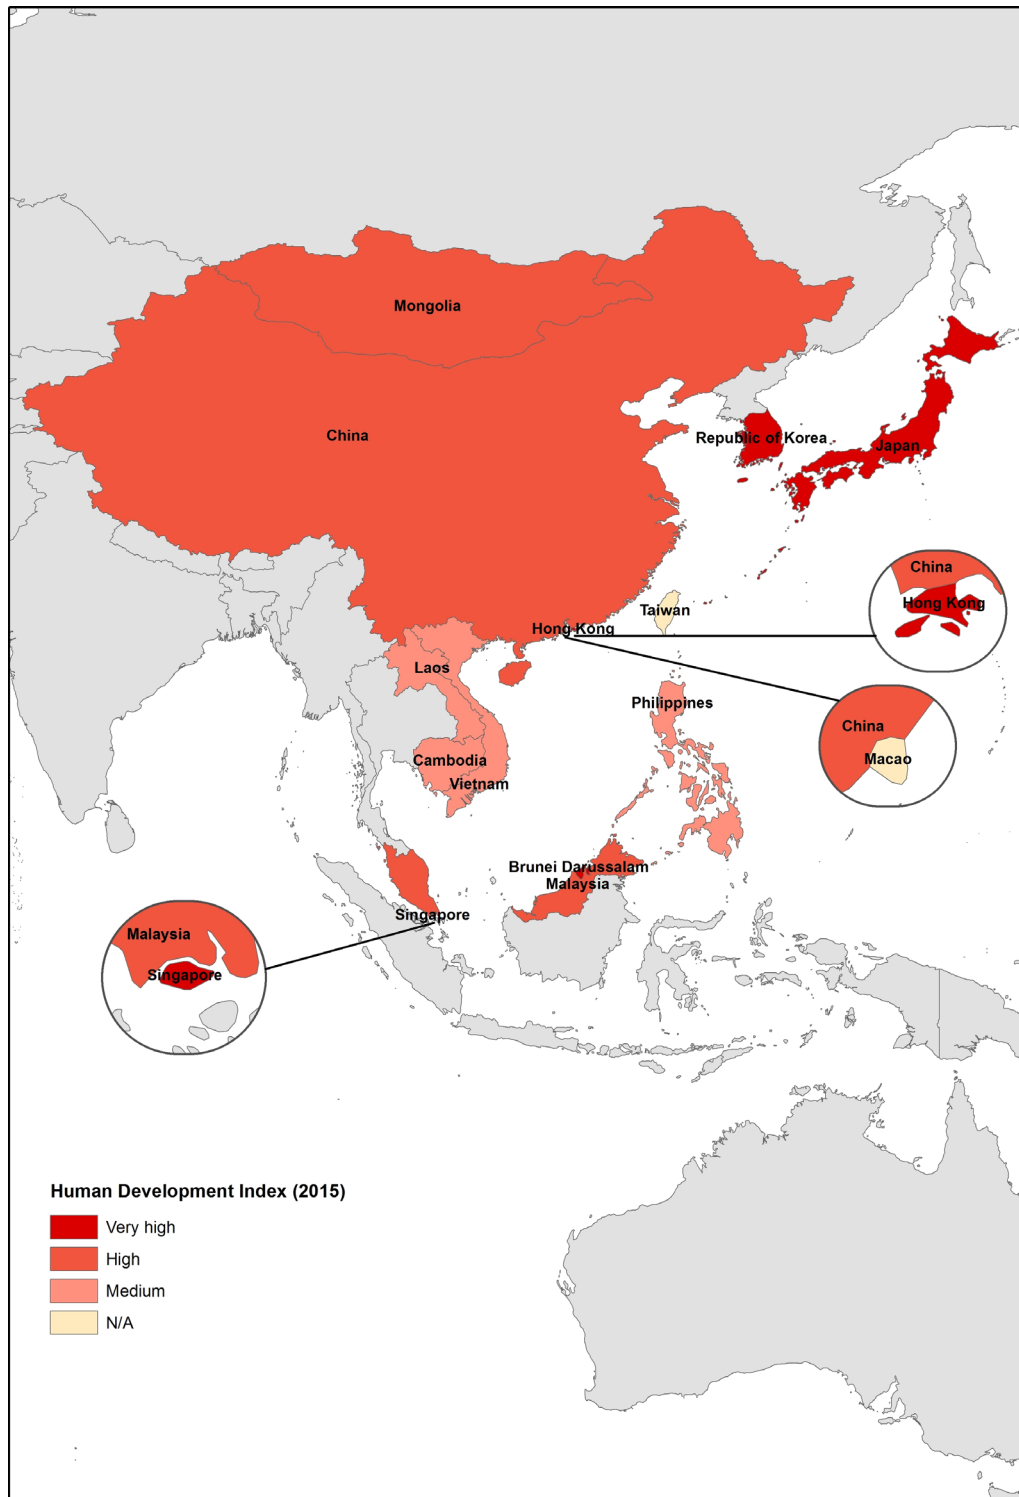 Mongolia
China
Republic of Korea
Japan
China
Hong Kong
Taiwan
Hong Kong
Laos
Philippines
China
Macao
Cambodia
Vietnam
Brunei Darussalam
Malaysia
Singapore
Malaysia
Singapore
Human Development Index (2015)
Very high
High
Medium
N/A